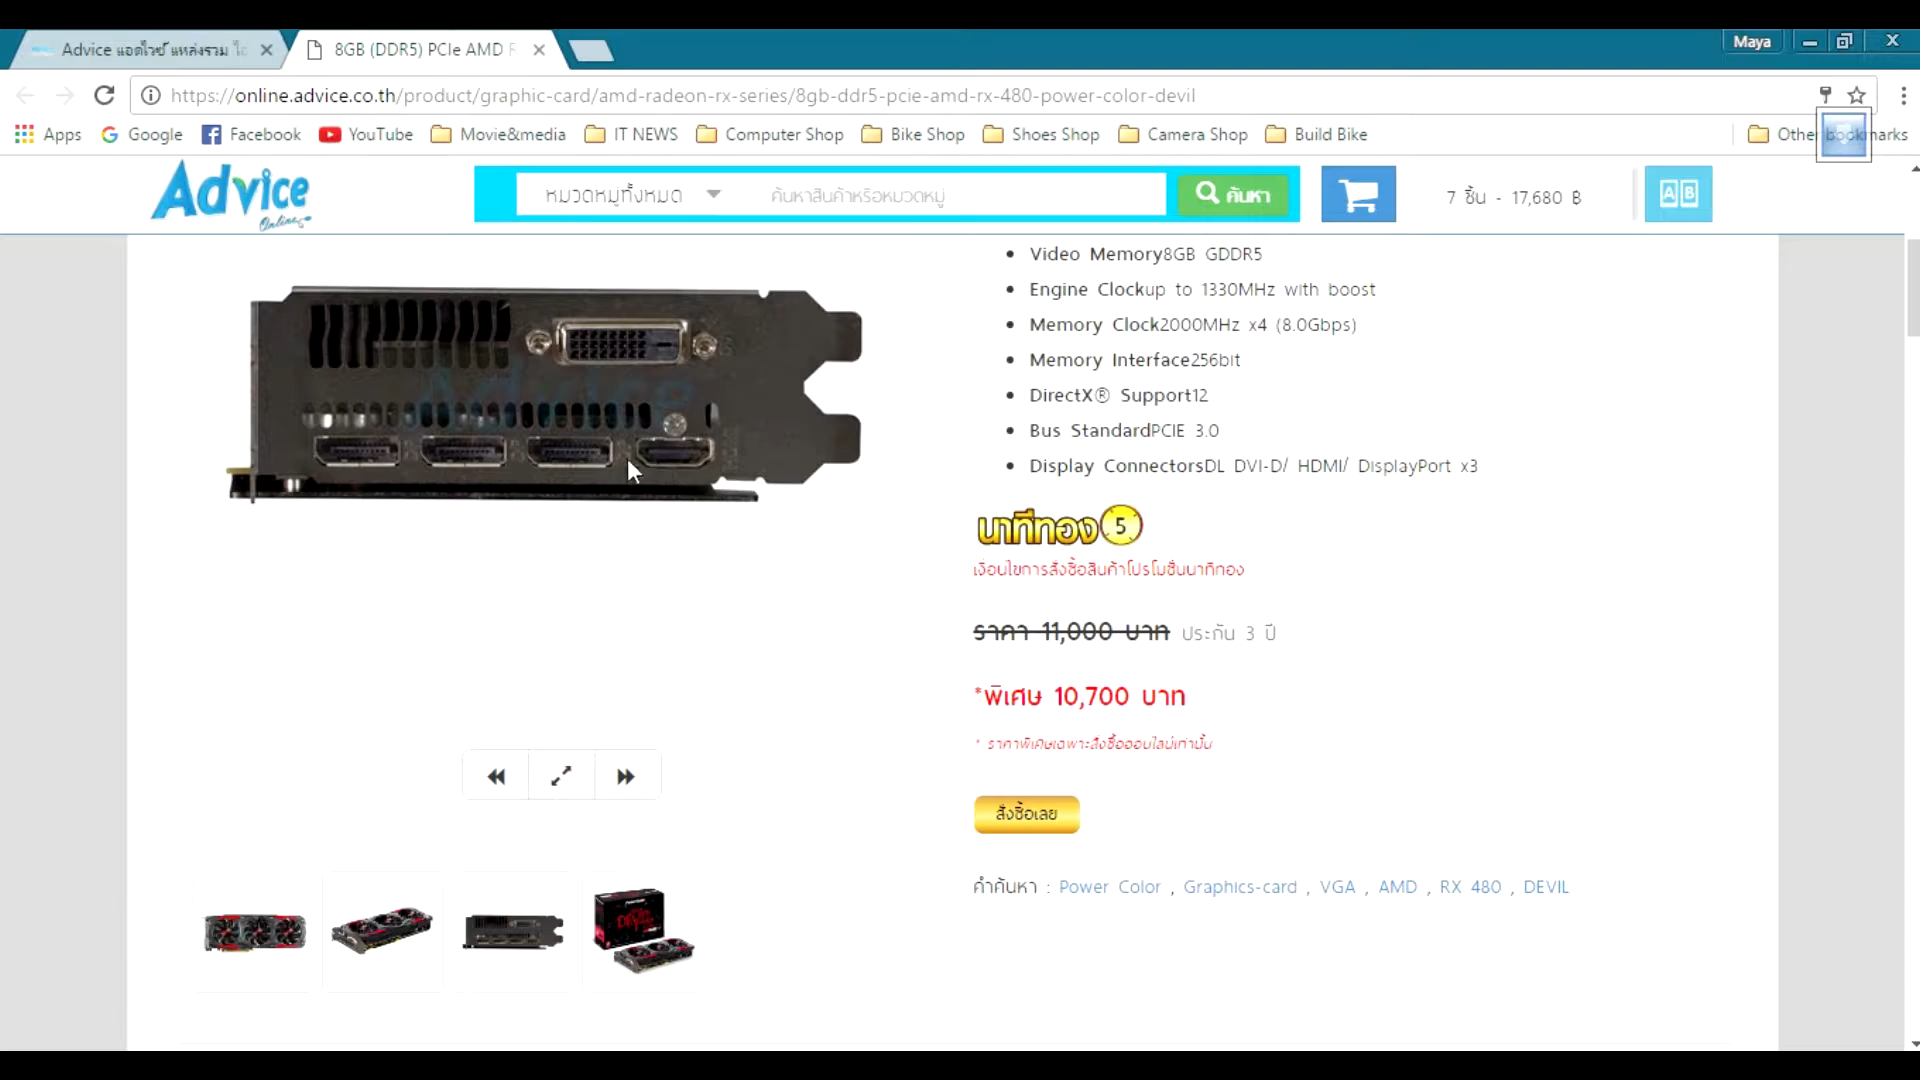 Advice แอดไวซ์ แหล่งรวม ไอ
8GB (DDR5) PCIe AMD R
Maya
https://online.advice.co.th/product/graphic-card/amd-radeon-rx-series/8gb-ddr5-pcie-amd-rx-480-power-color-devil
Apps Google Facebook YouTube Movie&media IT NEWS Computer Shop Bike Shop Shoes Shop Camera Shop Build Bike Other bookmarks
Advice Online
หมวดหมู่ทั้งหมด ค้นหาสินค้าหรือหมวดหมู่ ค้นหา 7 ชิ้น - 17,680 ฿ A B
Video Memory8GB GDDR5
Engine Clockup to 1330MHz with boost
Memory Clock2000MHz x4 (8.0Gbps)
Memory Interface256bit
DirectX® Support12
Bus StandardPCIE 3.0
Display ConnectorsDL DVI-D/ HDMI/ DisplayPort x3
Advice
นาทีทอง 5
เงื่อนไขการสั่งซื้อสินค้าโปรโมชั่นนาทีทอง
ราคา 11,000 บาท ประกัน 3 ปี
*พิเศษ 10,700 บาท
* ราคาพิเศษเฉพาะสั่งซื้อออนไลน์เท่านั้น
สั่งซื้อเลย
คำค้นหา : Power Color , Graphics-card , VGA , AMD , RX 480 , DEVIL